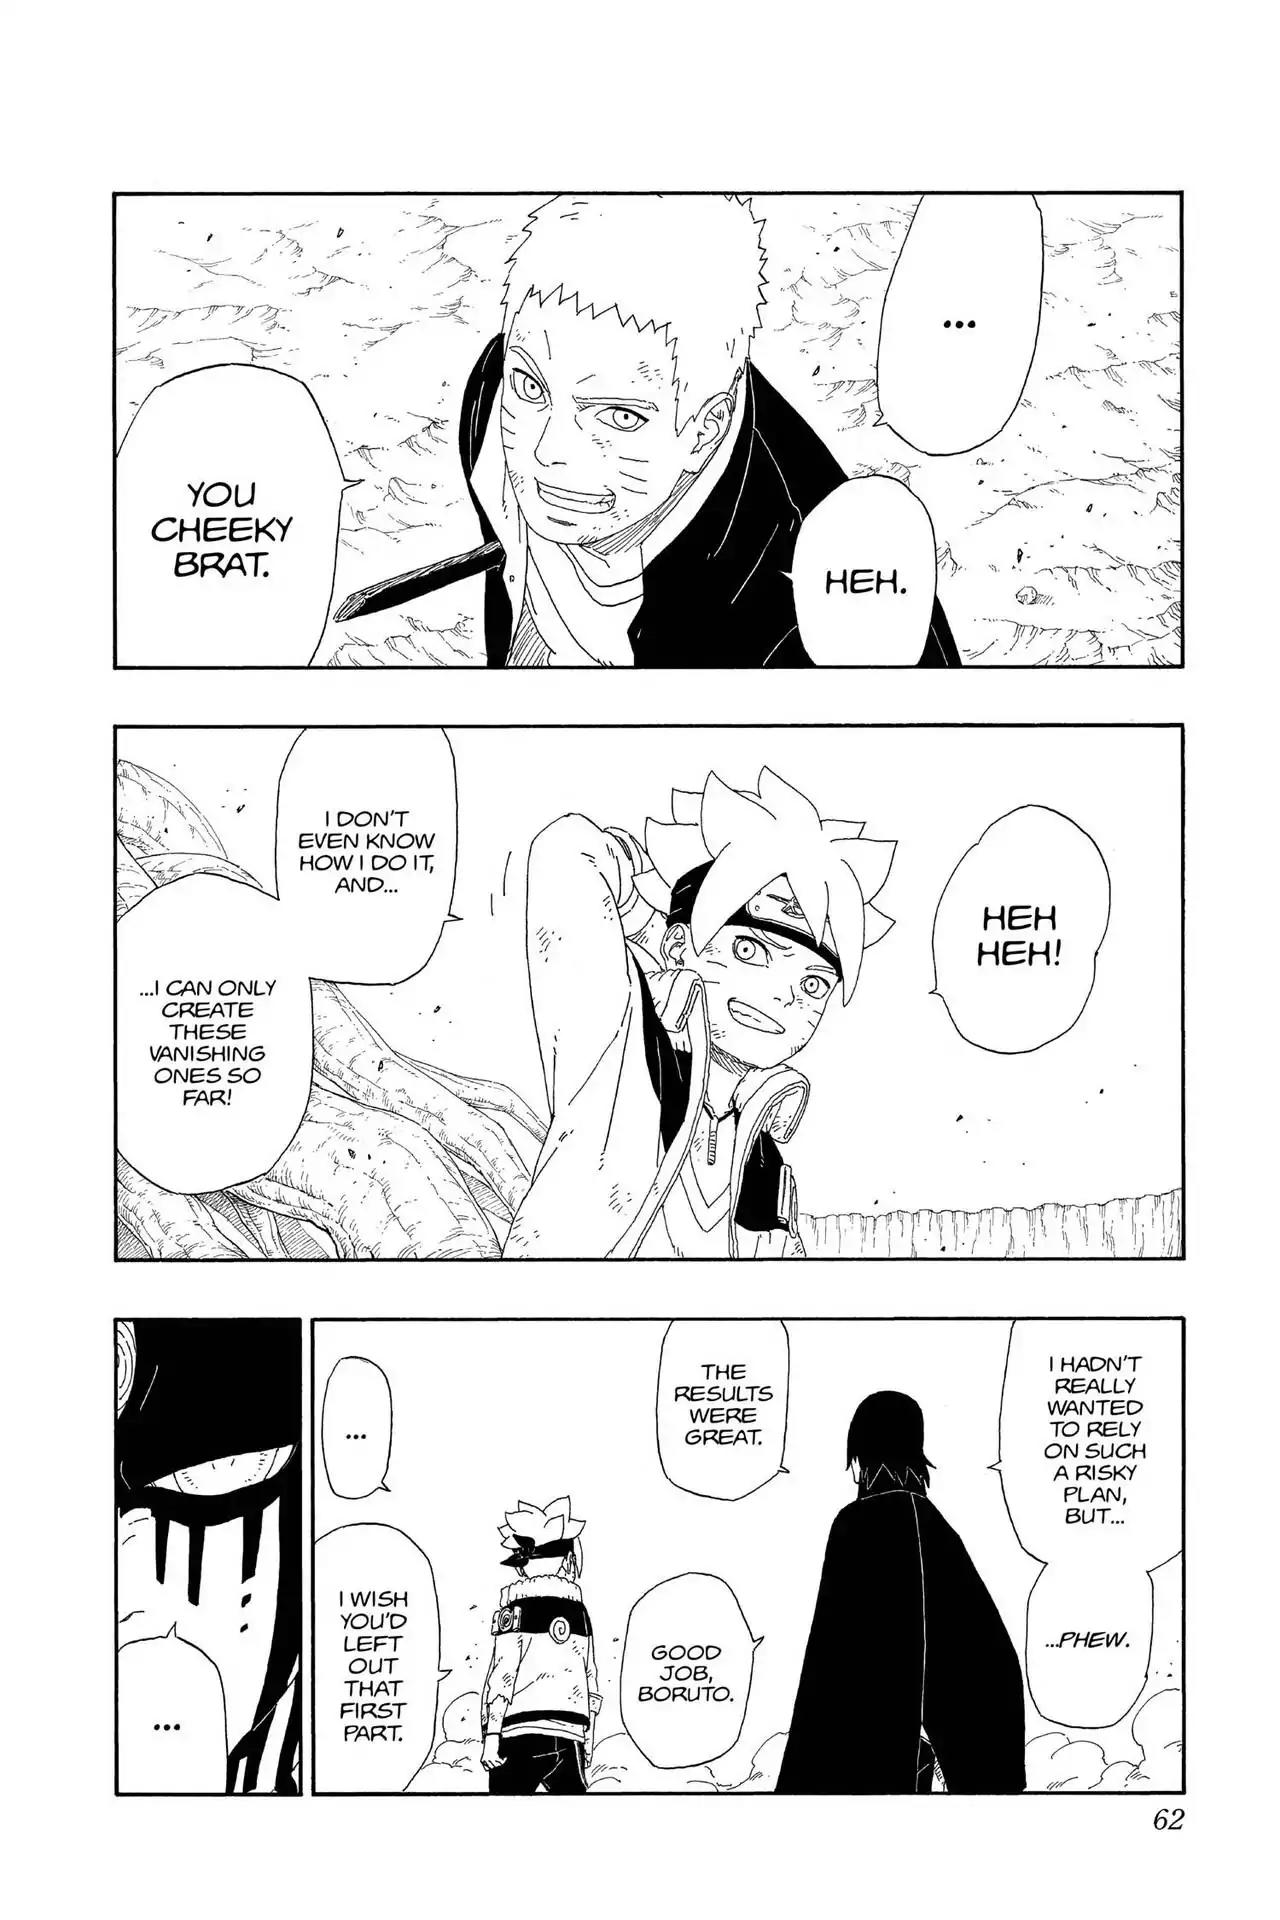 ...
HEH.
YOU
CHEEKY
BRAT.
HEH
HEH!
I DON'T
EVEN KNOW
HOW I DO IT,
AND...
...I CAN ONLY
CREATE
THESE
VANISHING
ONES SO
FAR!
I HADN'T
REALLY
WANTED
TO RELY
ON SUCH
A RISKY
PLAN,
BUT...
...PHEW.
THE
RESULTS
WERE
GREAT.
GOOD
JOB,
BORUTO.
...
I WISH
YOU'D
LEFT
OUT
THAT
FIRST
PART.
...
62